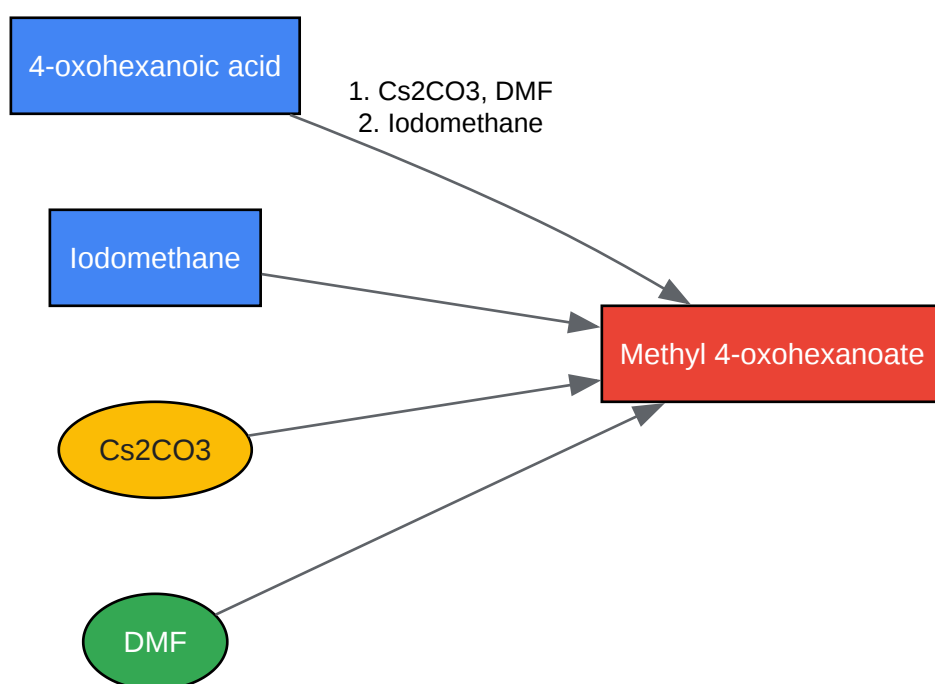 4-oxohexanoic acid
1. Cs2CO3, DMF
2. Iodomethane
Iodomethane
Methyl 4-oxohexanoate
Cs2CO3
DMF